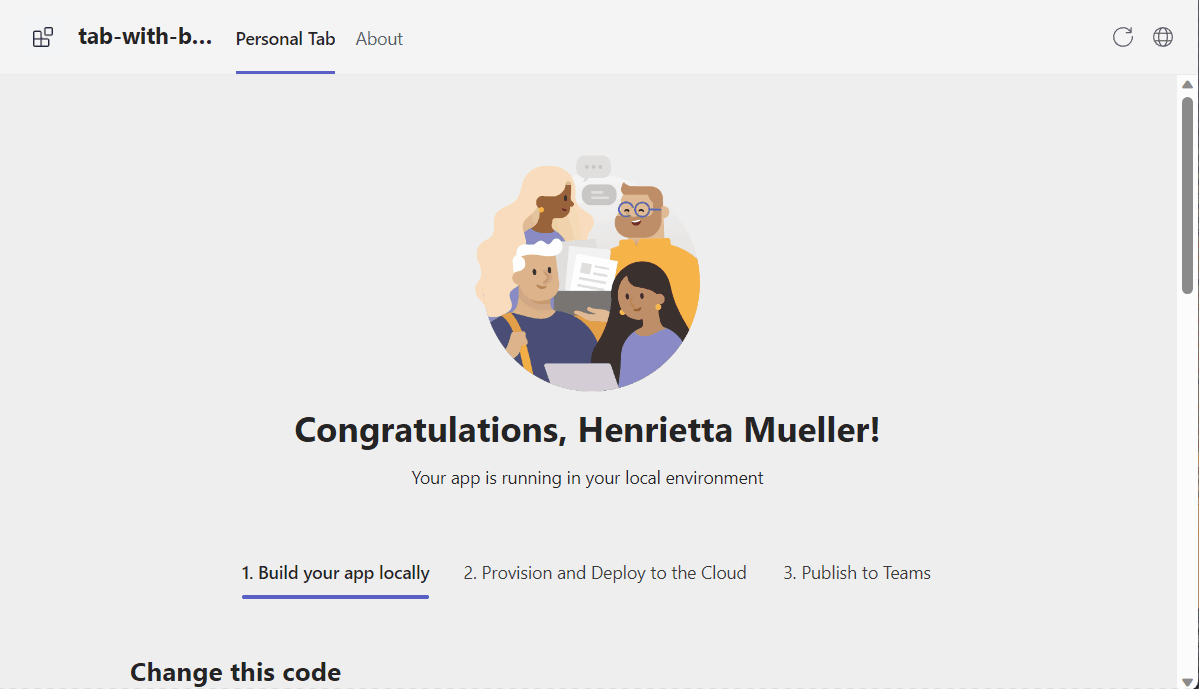 tab-with-b...
Personal Tab
About
Congratulations, Henrietta Mueller!
Your app is running in your local environment
1. Build your app locally
2. Provision and Deploy to the Cloud
3. Publish to Teams
Change this code